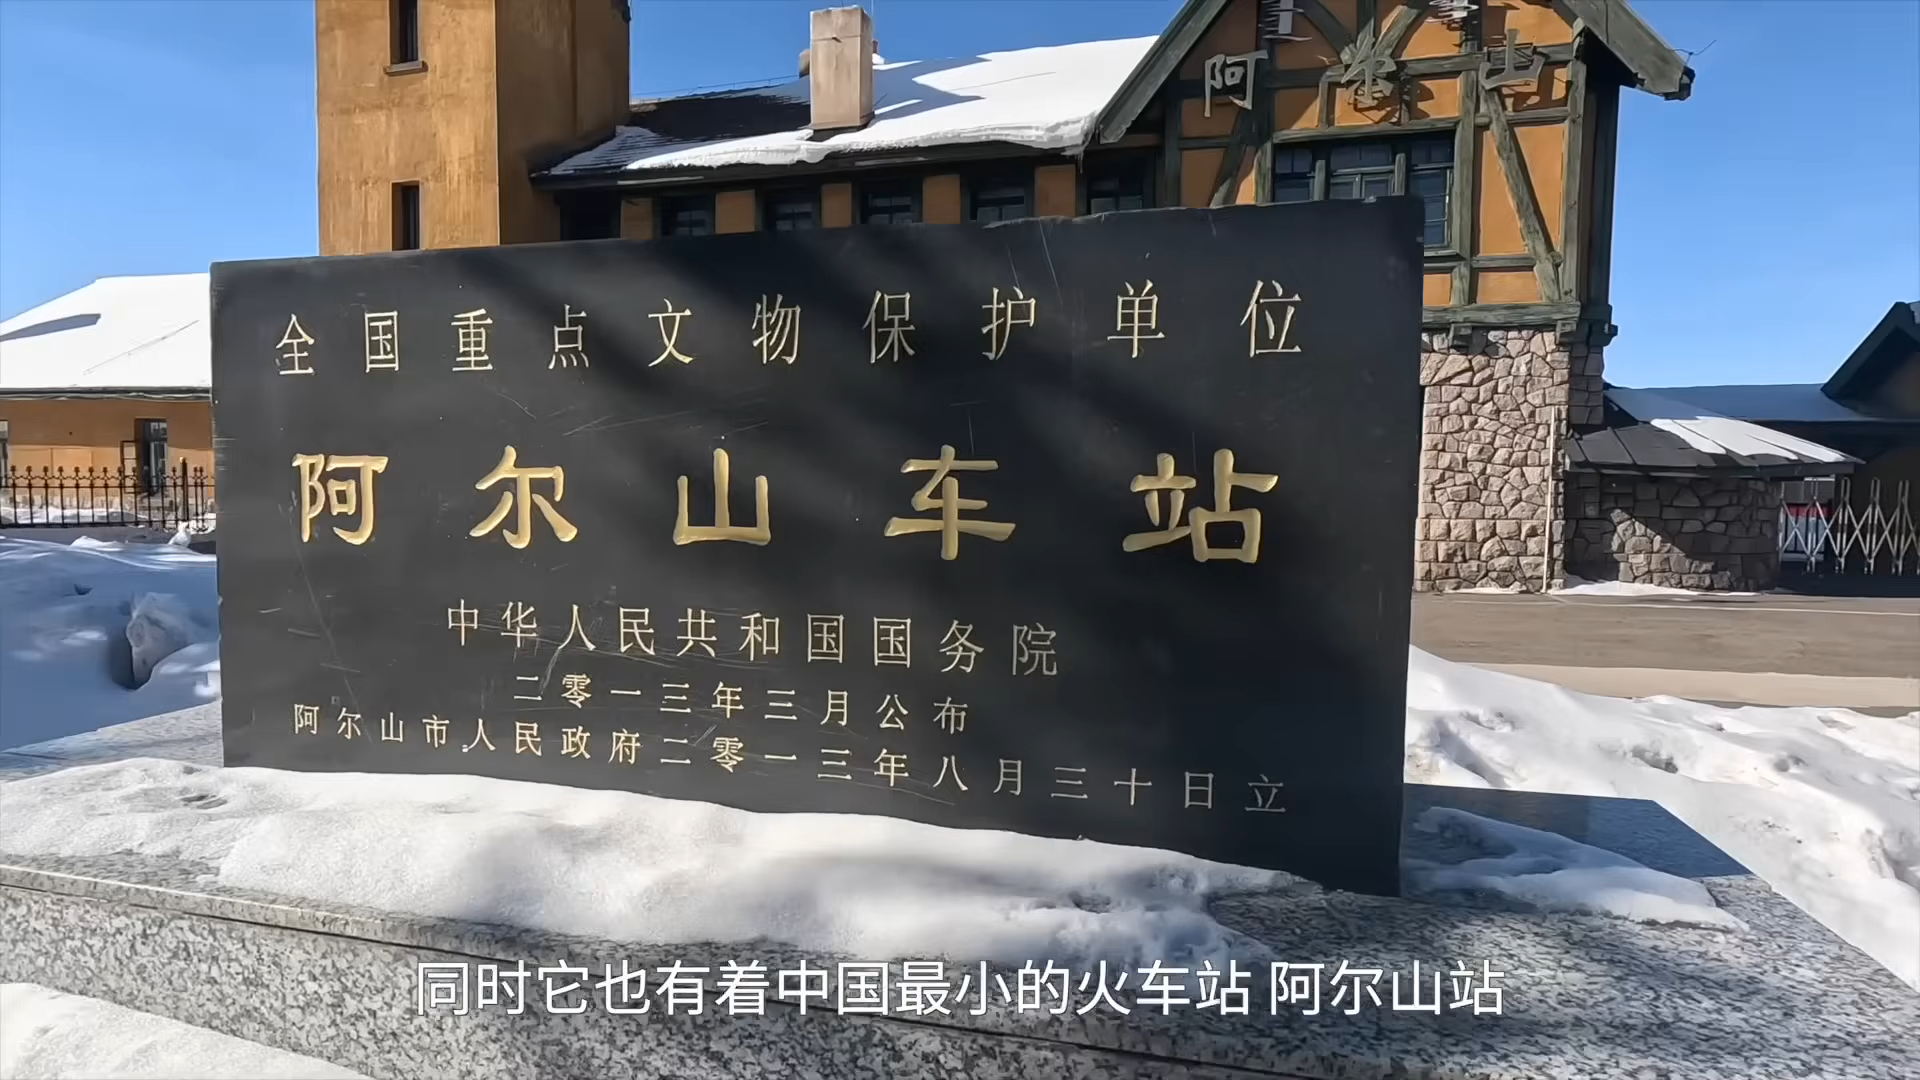 阿尔山
全国重点文物保护单位
阿尔山车站
中华人民共和国国务院
二零一三年三月公布
阿尔山市人民政府二零一三年八月三十日立
同时它也有着中国最小的火车站 阿尔山站